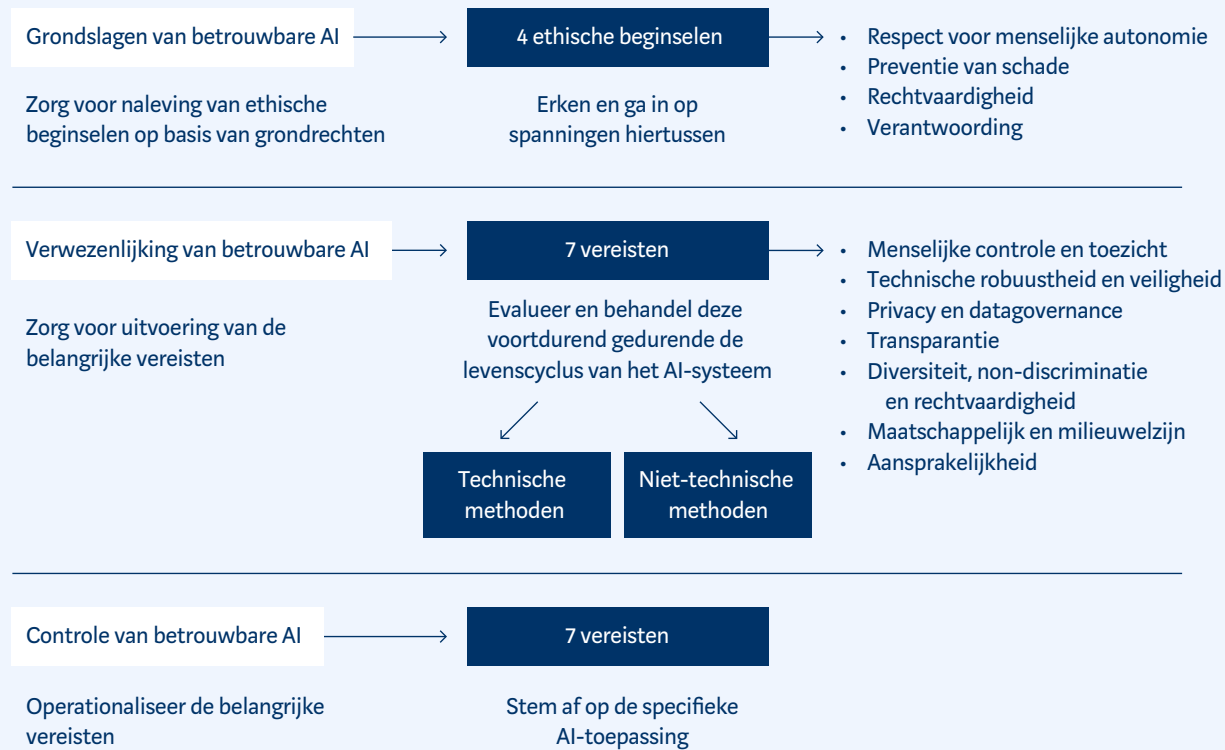 Grondslagen van betrouwbare AI
4 ethische beginselen
• Respect voor menselijke autonomie
• Preventie van schade
• Rechtvaardigheid
• Verantwoording
Zorg voor naleving van ethische
beginselen op basis van grondrechten
Erken en ga in op
spanningen hiertussen
Verwezenlijking van betrouwbare AI
7 vereisten
• Menselijke controle en toezicht
• Technische robuustheid en veiligheid
• Privacy en datagovernance
• Transparantie
• Diversiteit, non-discriminatie
en rechtvaardigheid
• Maatschappelijk en milieuwelzijn
• Aansprakelijkheid
Zorg voor uitvoering van de
belangrijke vereisten
Evalueer en behandel deze
voortdurend gedurende de
levenscyclus van het AI-systeem
Technische
methoden
Niet-technische
methoden
Controle van betrouwbare AI
7 vereisten
Operationaliseer de belangrijke
vereisten
Stem af op de specifieke
AI-toepassing